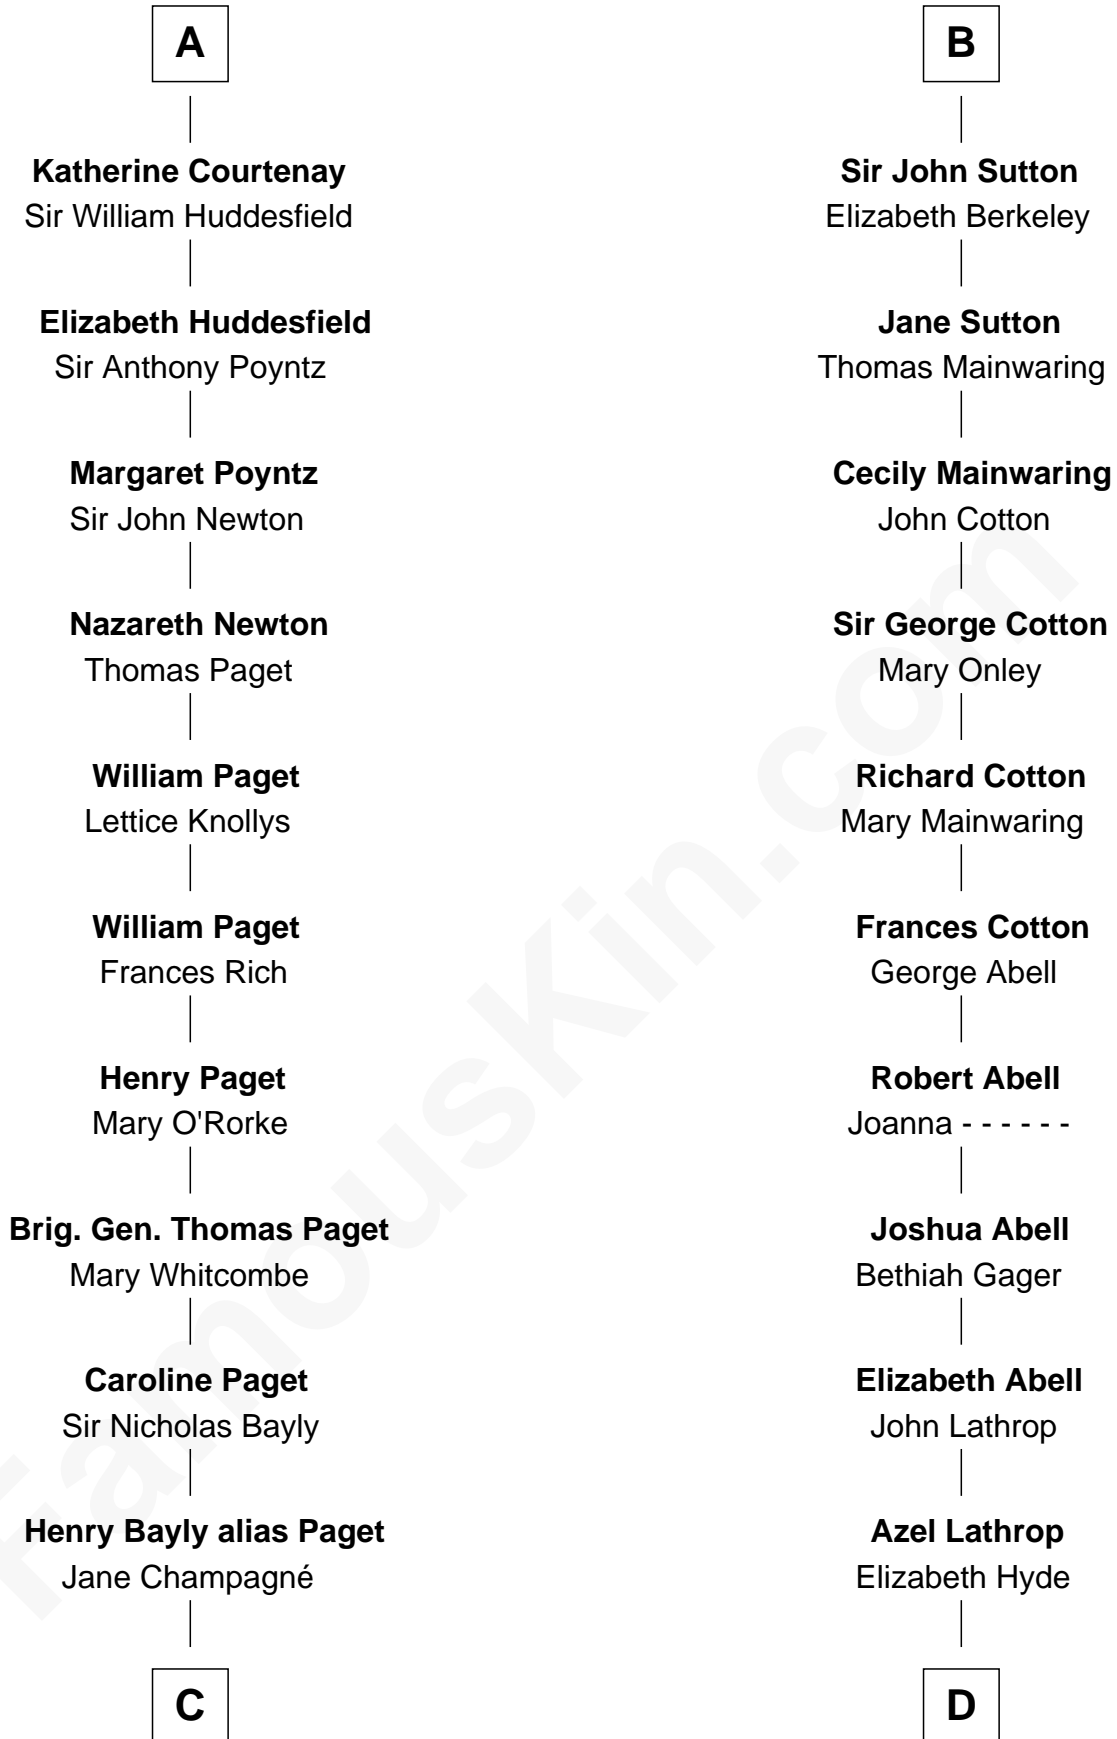 A
Katherine Courtenay
Sir William Huddesfield
Elizabeth Huddesfield
Sir Anthony Poyntz
Margaret Poyntz
Sir John Newton
Nazareth Newton
Thomas Paget
William Paget
Lettice Knollys
William Paget
Frances Rich
Henry Paget
Mary O'Rorke
Brig. Gen. Thomas Paget
Mary Whitcombe
Caroline Paget
Sir Nicholas Bayly
Henry Bayly alias Paget
Jane Champagné
C
B
Sir John Sutton
Elizabeth Berkeley
Jane Sutton
Thomas Mainwaring
Cecily Mainwaring
John Cotton
Sir George Cotton
Mary Onley
Richard Cotton
Mary Mainwaring
Frances Cotton
George Abell
Robert Abell
Joanna - - - - - -
Joshua Abell
Bethiah Gager
Elizabeth Abell
John Lathrop
Azel Lathrop
Elizabeth Hyde
D
FamousKin.com